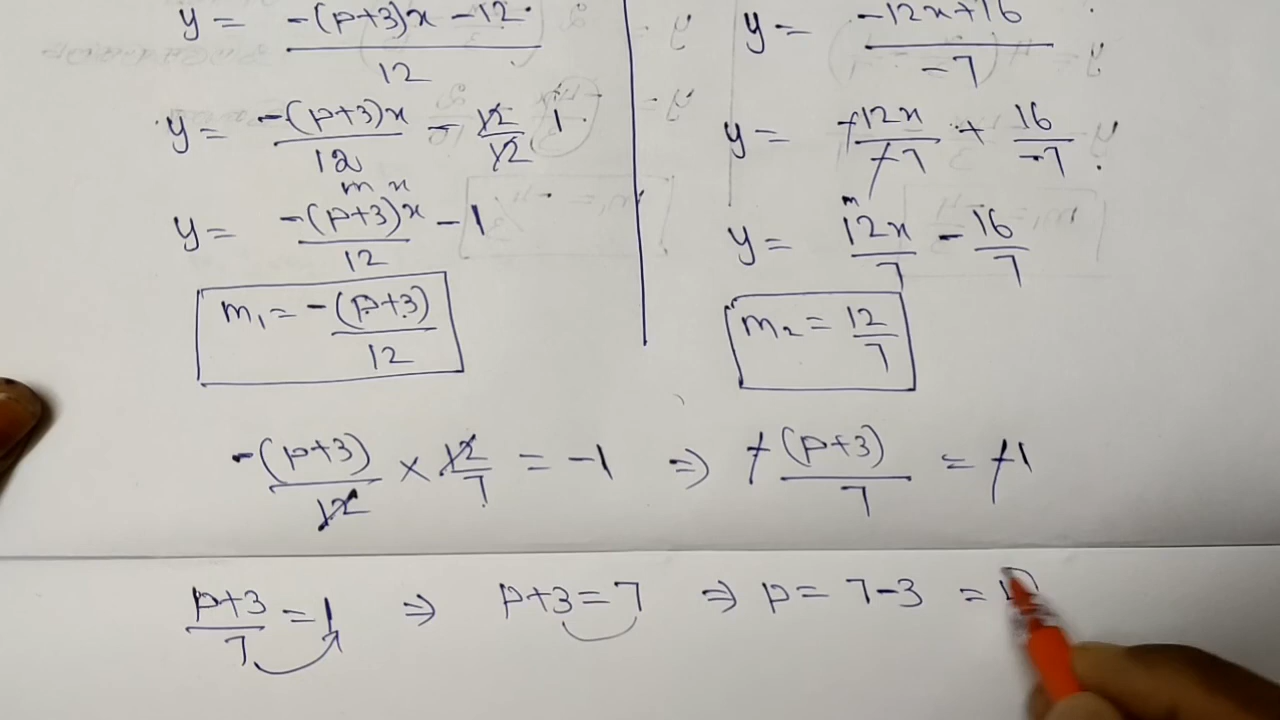 y = -(p+3)x - 12 / 12
y = -(p+3)x / 12 - 12/12 1
m x
y = -(p+3)x / 12 - 1
m₁ = -(p+3) / 12
y = -12x+16 / -7
y = -12x / -7 + 16 / -7
m
y = 12x / 7 - 16 / 7
m₂ = 12 / 7
-(p+3) / 12 × 12 / 7 = -1 ⇒ -(p+3) / 7 = -1
p+3 / 7 = 1 ⇒ p+3 = 7 ⇒ p = 7-3 =